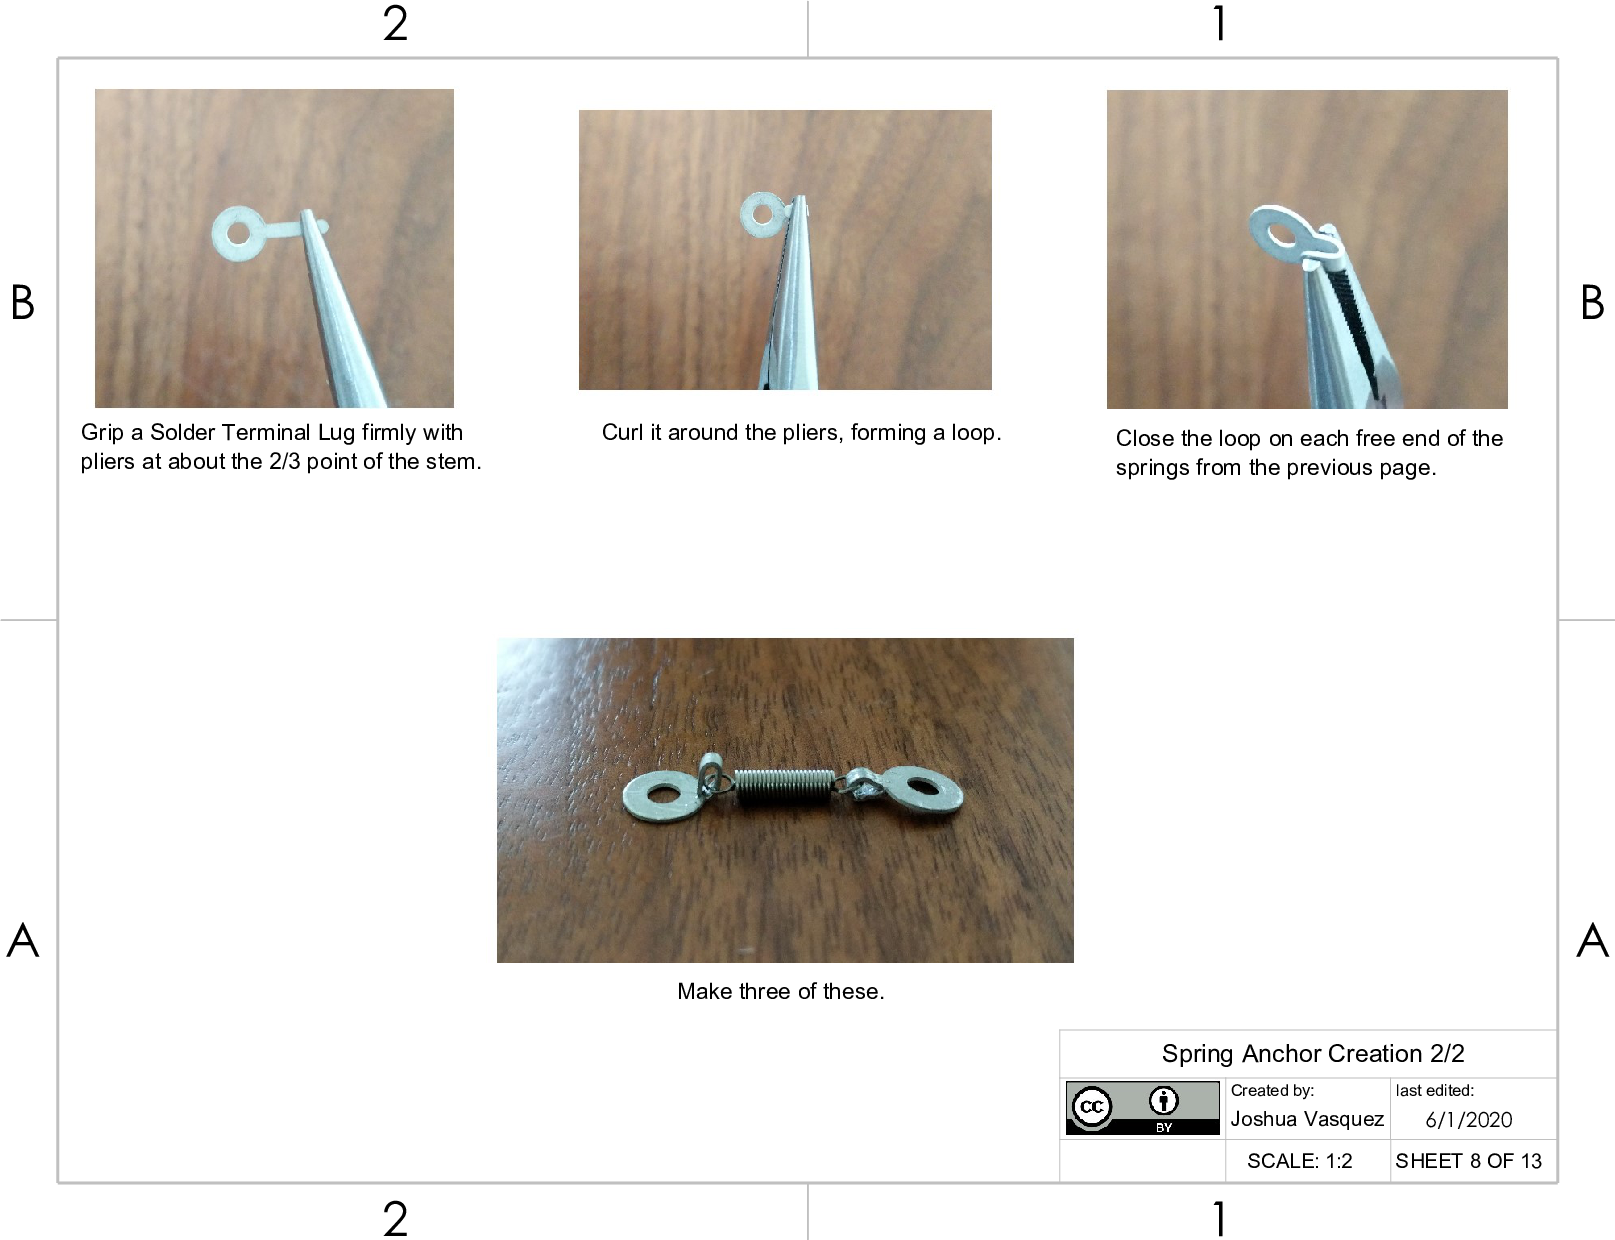 2
1
B
B
Grip a Solder Terminal Lug firmly with
pliers at about the 2/3 point of the stem.
Curl it around the pliers, forming a loop.
Close the loop on each free end of the
springs from the previous page.
A
A
Make three of these.
Spring Anchor Creation 2/2
CC
BY
Created by:
Joshua Vasquez
last edited:
6/1/2020
SCALE: 1:2
SHEET 8 OF 13
2
1